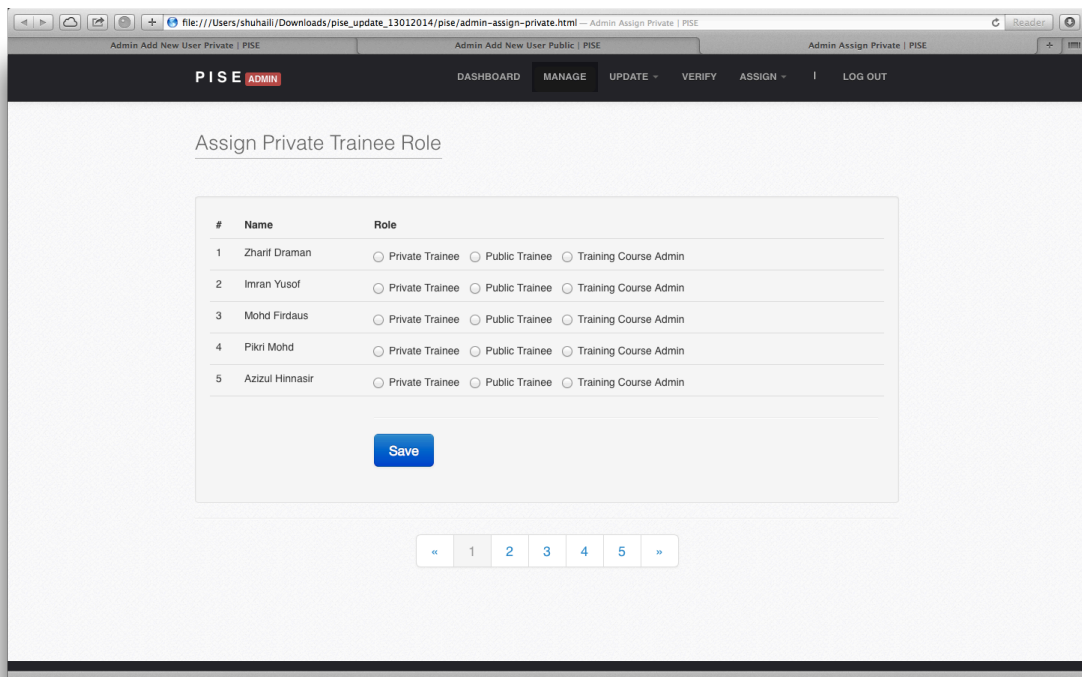 file:///Users/shuhaili/Downloads/pise_update_13012014/pise/admin-assign-private.html — Admin Assign Private | PISE
Reader
Admin Add New User Private | PISE
Admin Add New User Public | PISE
Admin Assign Private | PISE
PISE ADMIN
DASHBOARD MANAGE UPDATE VERIFY ASSIGN | LOG OUT
Assign Private Trainee Role
# Name Role
1 Zharif Draman Private Trainee Public Trainee Training Course Admin
2 Imran Yusof Private Trainee Public Trainee Training Course Admin
3 Mohd Firdaus Private Trainee Public Trainee Training Course Admin
4 Pikri Mohd Private Trainee Public Trainee Training Course Admin
5 Azizul Hinnasir Private Trainee Public Trainee Training Course Admin
Save
« 1 2 3 4 5 »